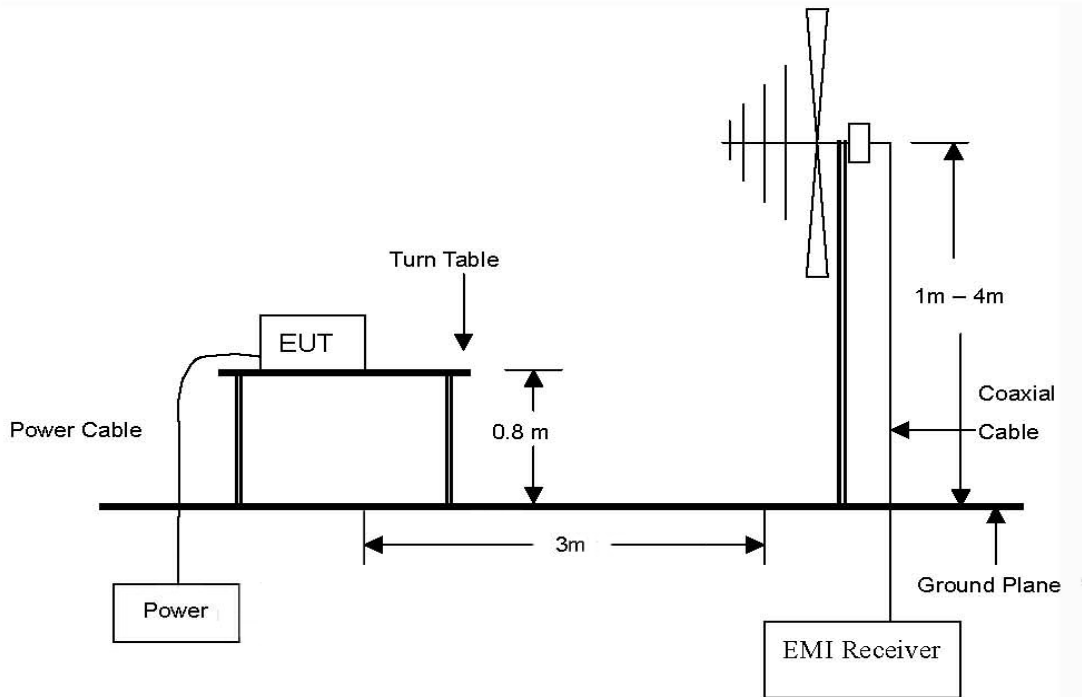 Turn Table
EUT
1m – 4m
Coaxial
Cable
Power Cable
0.8 m
3m
Ground Plane
Power
EMI Receiver